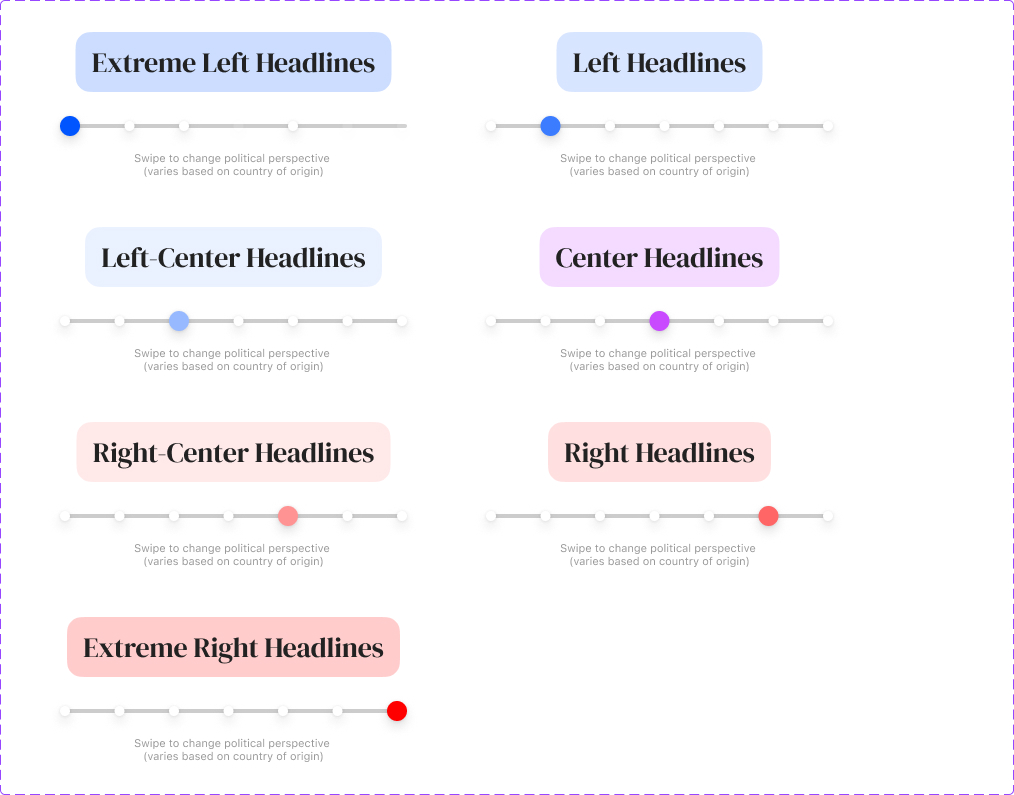 Extreme Left Headlines
Swipe to change political perspective
(varies based on country of origin)
Left Headlines
Swipe to change political perspective
(varies based on country of origin)
Left-Center Headlines
Swipe to change political perspective
(varies based on country of origin)
Center Headlines
Swipe to change political perspective
(varies based on country of origin)
Right-Center Headlines
Swipe to change political perspective
(varies based on country of origin)
Right Headlines
Swipe to change political perspective
(varies based on country of origin)
Extreme Right Headlines
Swipe to change political perspective
(varies based on country of origin)